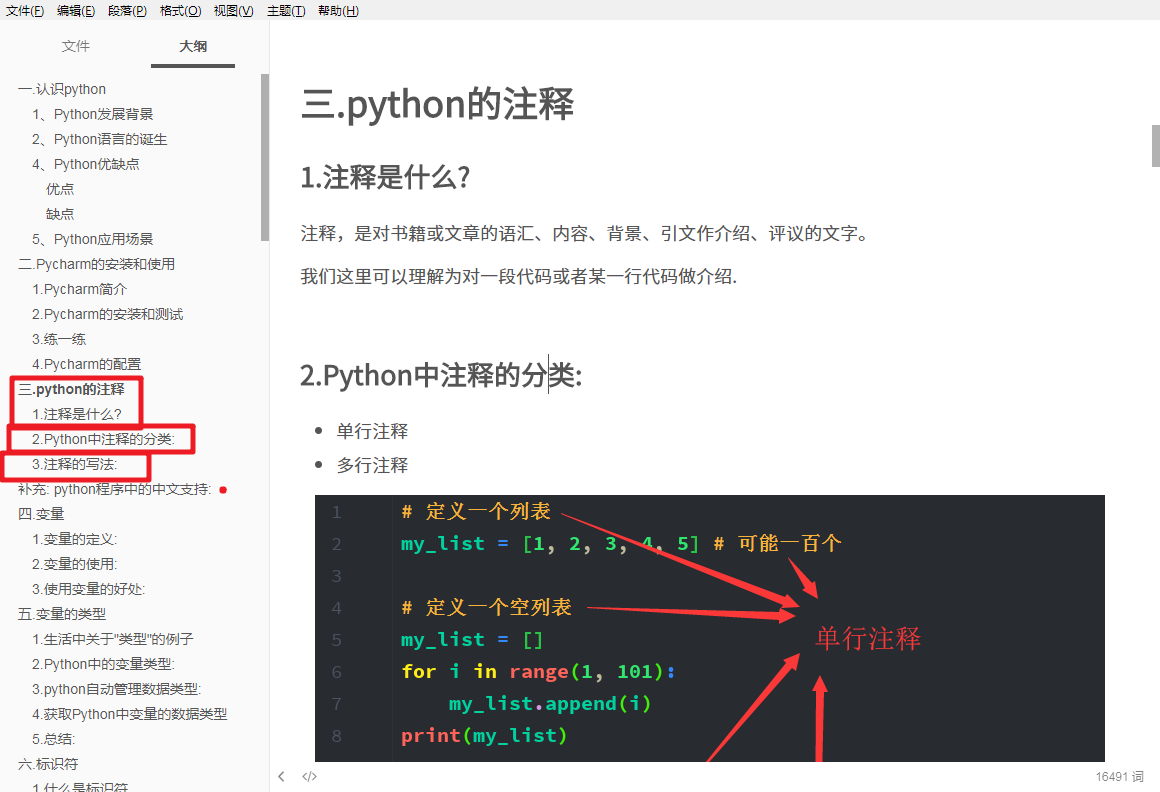 文件(F) 编辑(E) 段落(P) 格式(O) 视图(V) 主题(T) 帮助(H)
文件 大纲
一.认识python
1、Python发展背景
2、Python语言的诞生
4、Python优缺点
优点
缺点
5、Python应用场景
二.Pycharm的安装和使用
1.Pycharm简介
2.Pycharm的安装和测试
3.练一练
4.Pycharm的配置
三.python的注释
1.注释是什么?
2.Python中注释的分类:
3.注释的写法:
补充: python程序中的中文支持:
四.变量
1.变量的定义:
2.变量的使用:
3.使用变量的好处:
五.变量的类型
1.生活中关于"类型"的例子
2.Python中的变量类型:
3.python自动管理数据类型:
4.获取Python中变量的数据类型
5.总结:
六.标识符
1.什么是标识符
三.python的注释
1.注释是什么?
注释，是对书籍或文章的语汇、内容、背景、引文作介绍、评议的文字。
我们这里可以理解为对一段代码或者某一行代码做介绍.
2.Python中注释的分类:
单行注释
多行注释
1 # 定义一个列表
2 my_list = [1, 2, 3, 4, 5] # 可能一百个
3
4 # 定义一个空列表
5 my_list = []
6 for i in range(1, 101):
7 my_list.append(i)
8 print(my_list)
单行注释
</> 16491 词